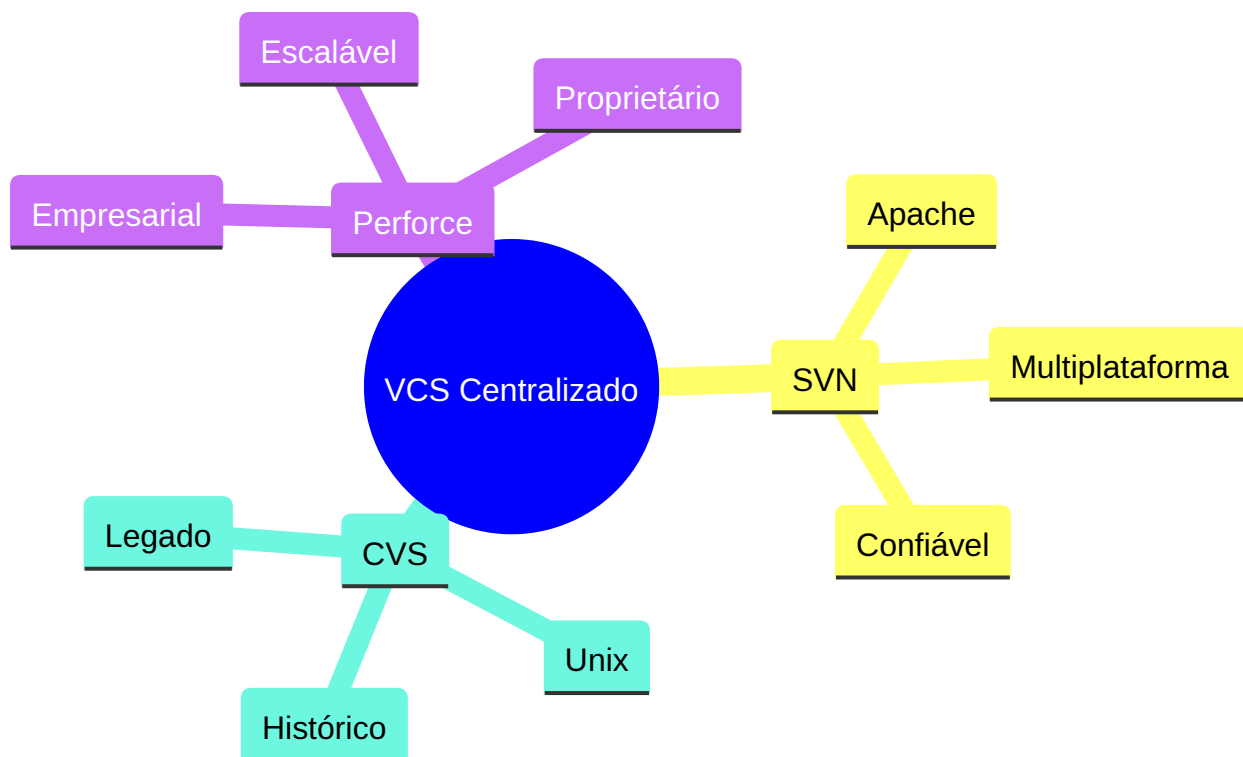 Escalável
Proprietário
Empresarial
Perforce
Apache
VCS Centralizado
SVN
Multiplataforma
Confiável
Legado
CVS
Unix
Histórico